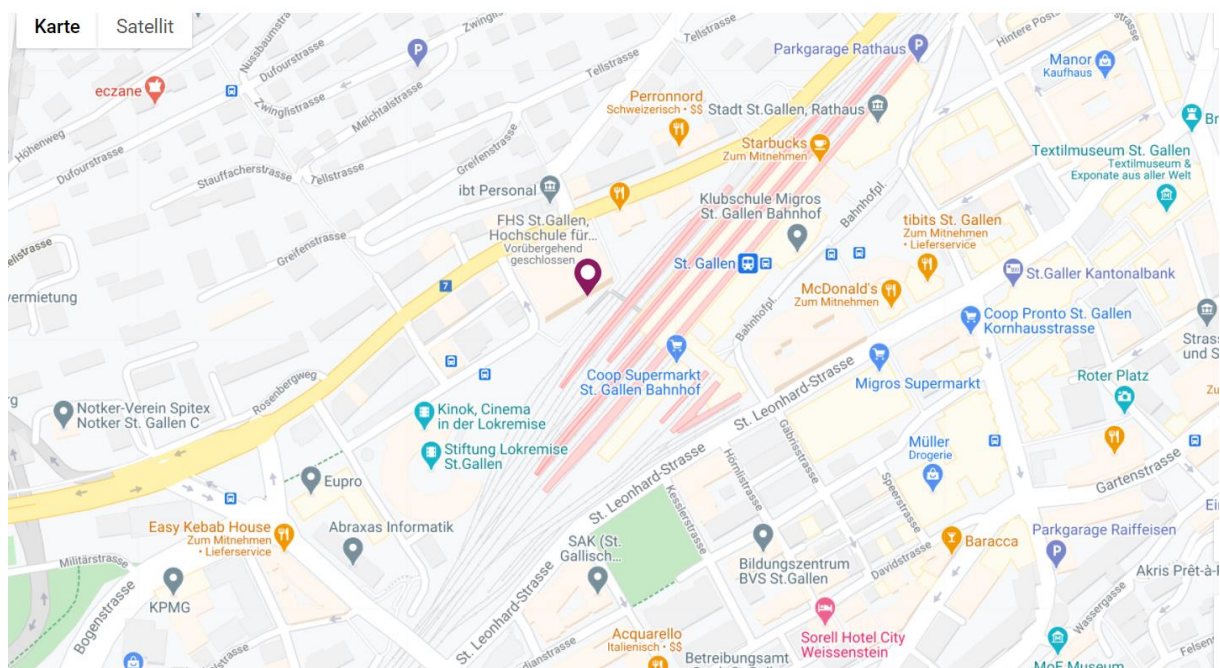 Karte
Satellit
Nussbaumstrasse
Zwinglistrasse
Tellstrasse
Parkgarage Rathaus
Hintere
Manor
Kaufhaus
Dufourstrasse
eczane
Zwinglistrasse
Melchtalstrasse
Tellstrasse
Perronnord
Schweizerisch • $$
Stadt St.Gallen, Rathaus
Höhenweg
Dufourstrasse
Greifenstrasse
Starbucks
Zum Mitnehmen
Textilmuseum St. Gallen
Textilmuseum &
Exponate aus aller Welt
Stauffacherstrasse
Tellstrasse
ibt Personal
Klubschule Migros
St. Gallen Bahnhof
Bahnhofpl.
FHS St.Gallen,
Hochschule für...
Vorübergehend
geschlossen
tibits St. Gallen
Zum Mitnehmen
• Lieferservice
Greifenstrasse
St. Gallen
St.Galler Kantonalbank
7
McDonald's
Zum Mitnehmen
Bahnhofpl.
Coop Pronto St. Gallen
Kornhausstrasse
vermietung
Coop Supermarkt
St. Gallen Bahnhof
Migros Supermarkt
St. Leonhard-Strasse
Roter Platz
Rosenbergweg
Notker-Verein Spitex
Notker St. Gallen C
Kinok, Cinema
in der Lokremise
Stiftung Lokremise
St.Gallen
Müller
Drogerie
Gabristrasse
Hörnlistrasse
Speerstrasse
Gartenstrasse
Eupro
St. Leonhard-Strasse
Kesslerstrasse
Easy Kebab House
Zum Mitnehmen
• Lieferservice
Abraxas Informatik
Parkgarage Raiffeisen
Baracca
Militärstrasse
SAK (St.
Gallisch...
Bildungszentrum
BVS St.Gallen
Davidstrasse
Akris
KPMG
Bogenstrasse
St. Leonhard-Strasse
Wassergasse
Sorell Hotel City
Weissenstein
Acquarello
Italienisch • $$
Betreibungsamt
MoE Museum